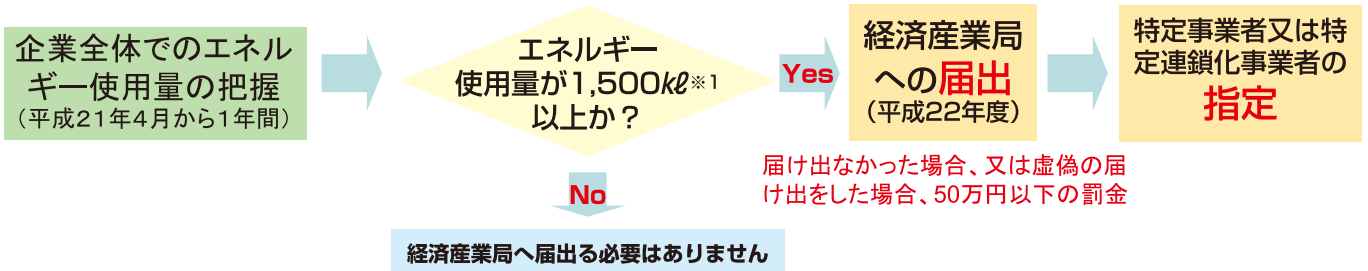 企業全体でのエネル
ギー使用量の把握
（平成21年4月から1年間）
エネルギー
使用量が1,500㎘※1
以上か？
Yes
経済産業局
への届出
（平成22年度）
特定事業者又は特
定連鎖化事業者の
指定
届け出なかった場合、又は虚偽の届
け出をした場合、50万円以下の罰金
No
経済産業局へ届出る必要はありません